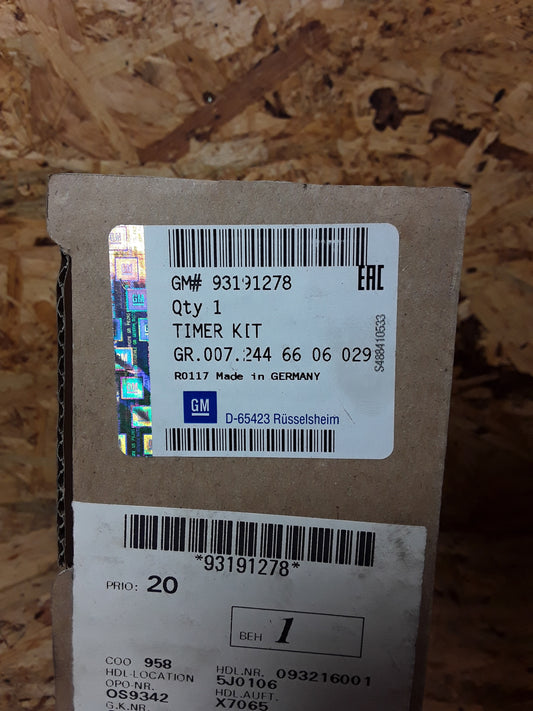 GM# 93191278
EAC
Qty 1
TIMER KIT
GR.007.244 66 06 029
S488410533
R0117 Made in GERMANY
GM
D-65423 Rüsselsheim
*93191278*
PRIO: 20
BEH 1
COO 958
HDL.NR. 093216001
HDL-LOCATION 5J0106
OPO-NR. HDL.AUFT.
OS9342 X7065
G.K.NR.